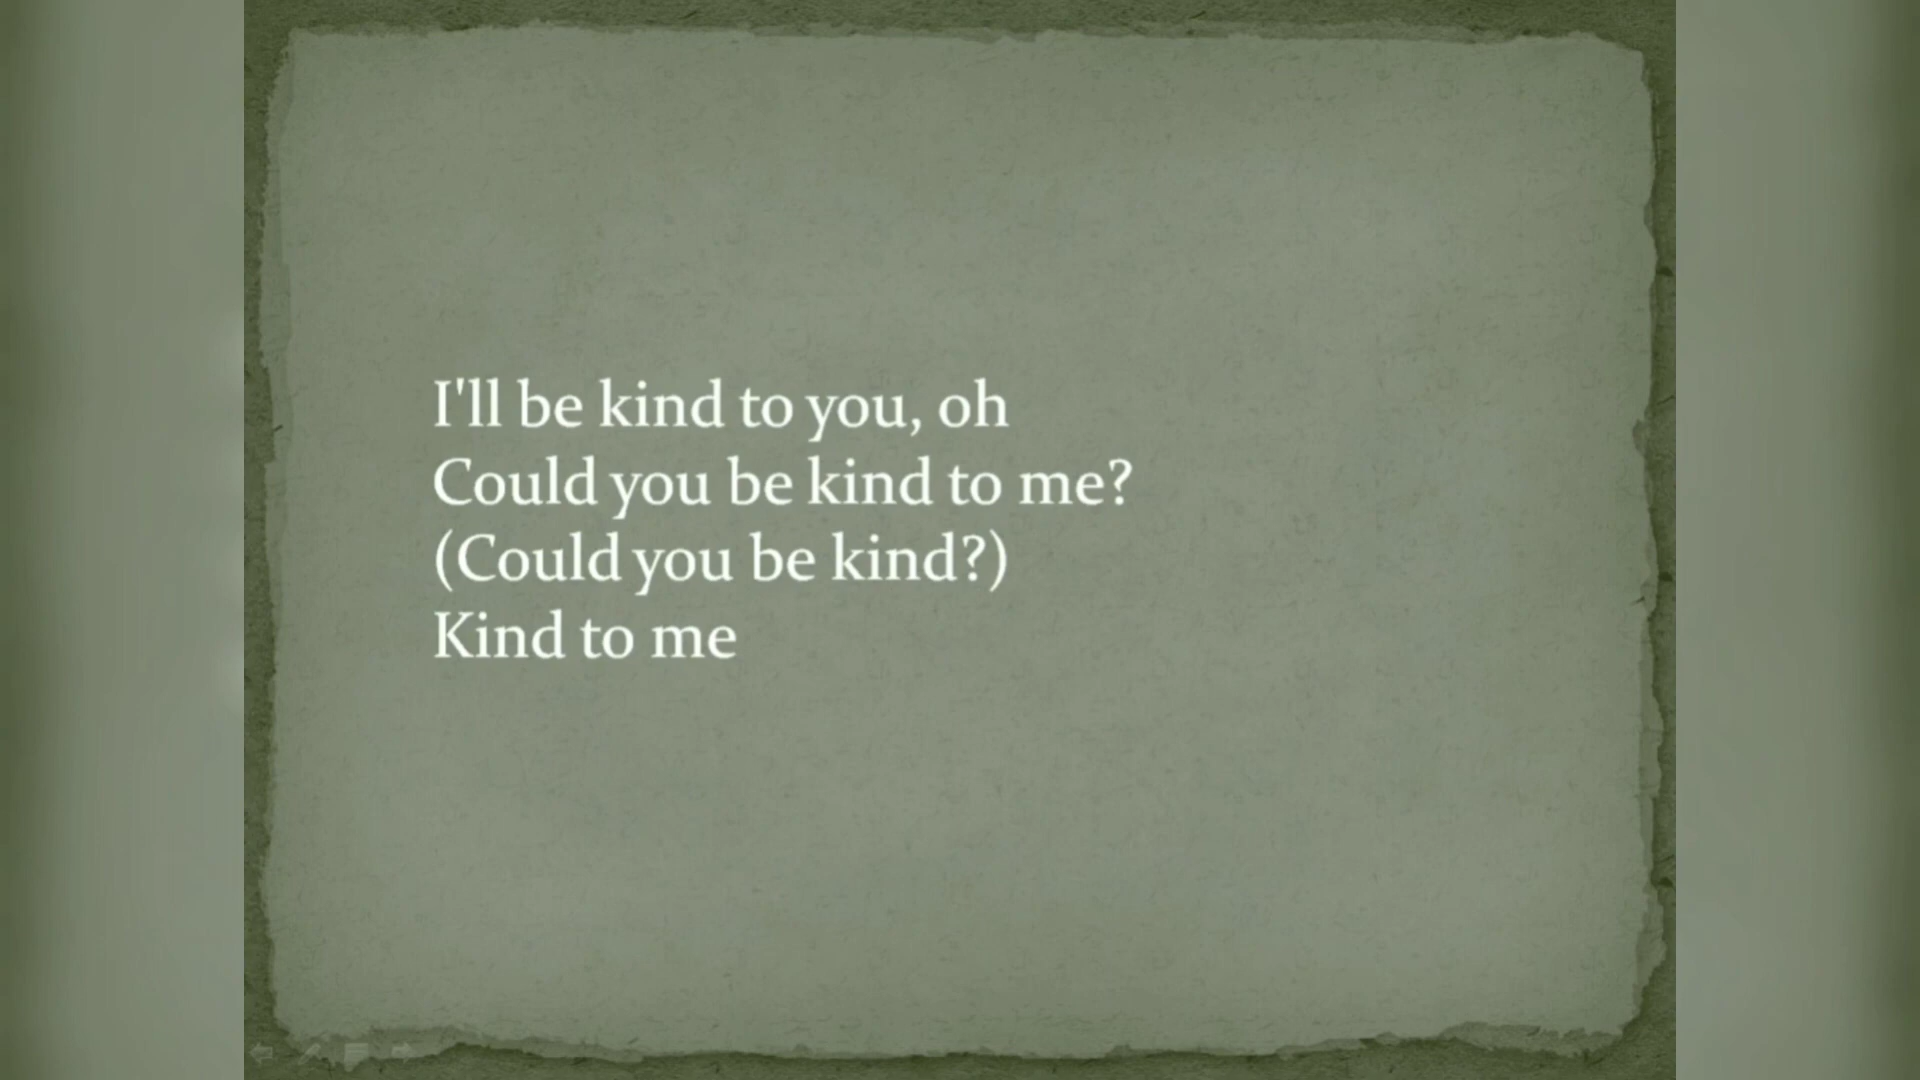 I'll be kind to you, oh
Could you be kind to me?
(Could you be kind?)
Kind to me